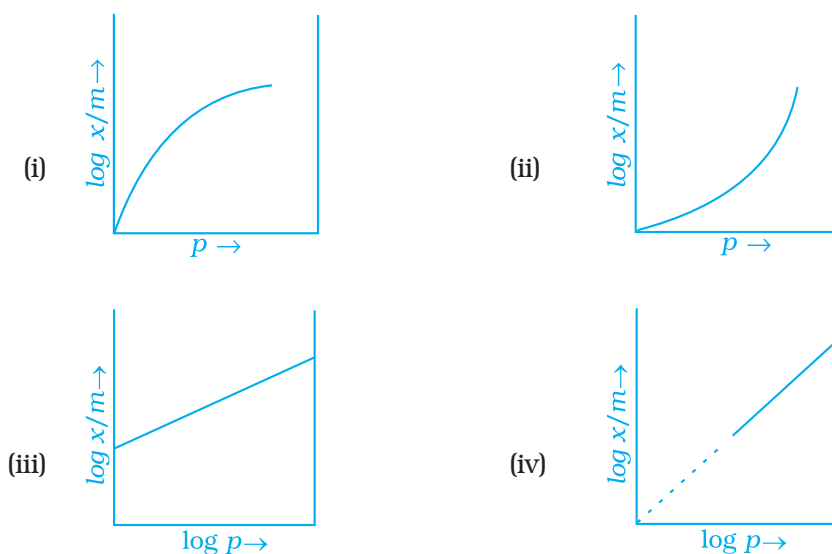 (i)
log x/m→
p →
(ii)
log x/m→
p →
(iii)
log x/m→
log p→
(iv)
log x/m→
log p→